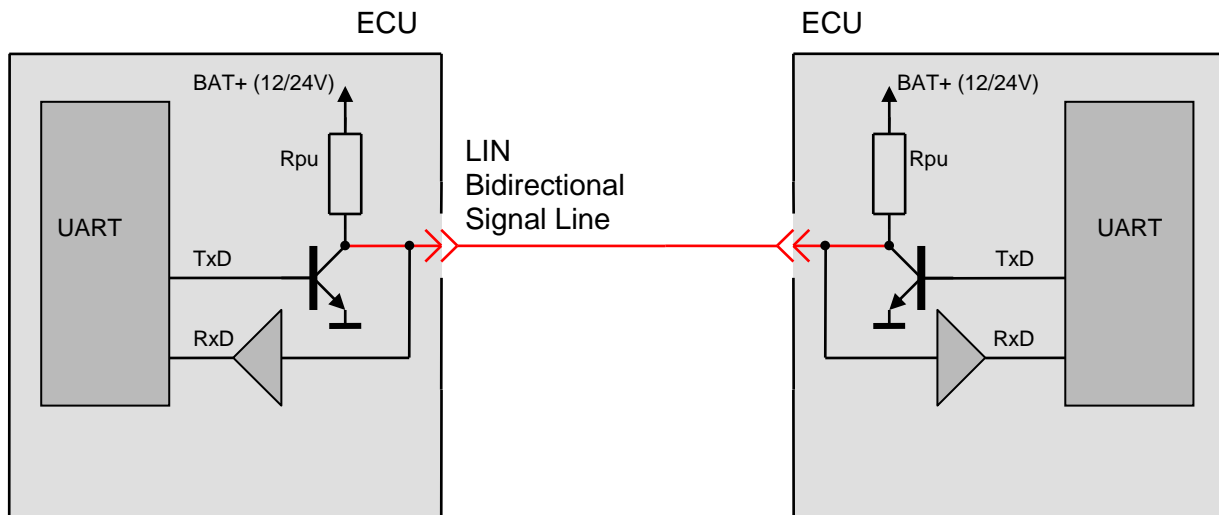 ECU
BAT+ (12/24V)
Rpu
UART
TxD
RxD
LIN
Bidirectional
Signal Line
ECU
BAT+ (12/24V)
Rpu
UART
TxD
RxD